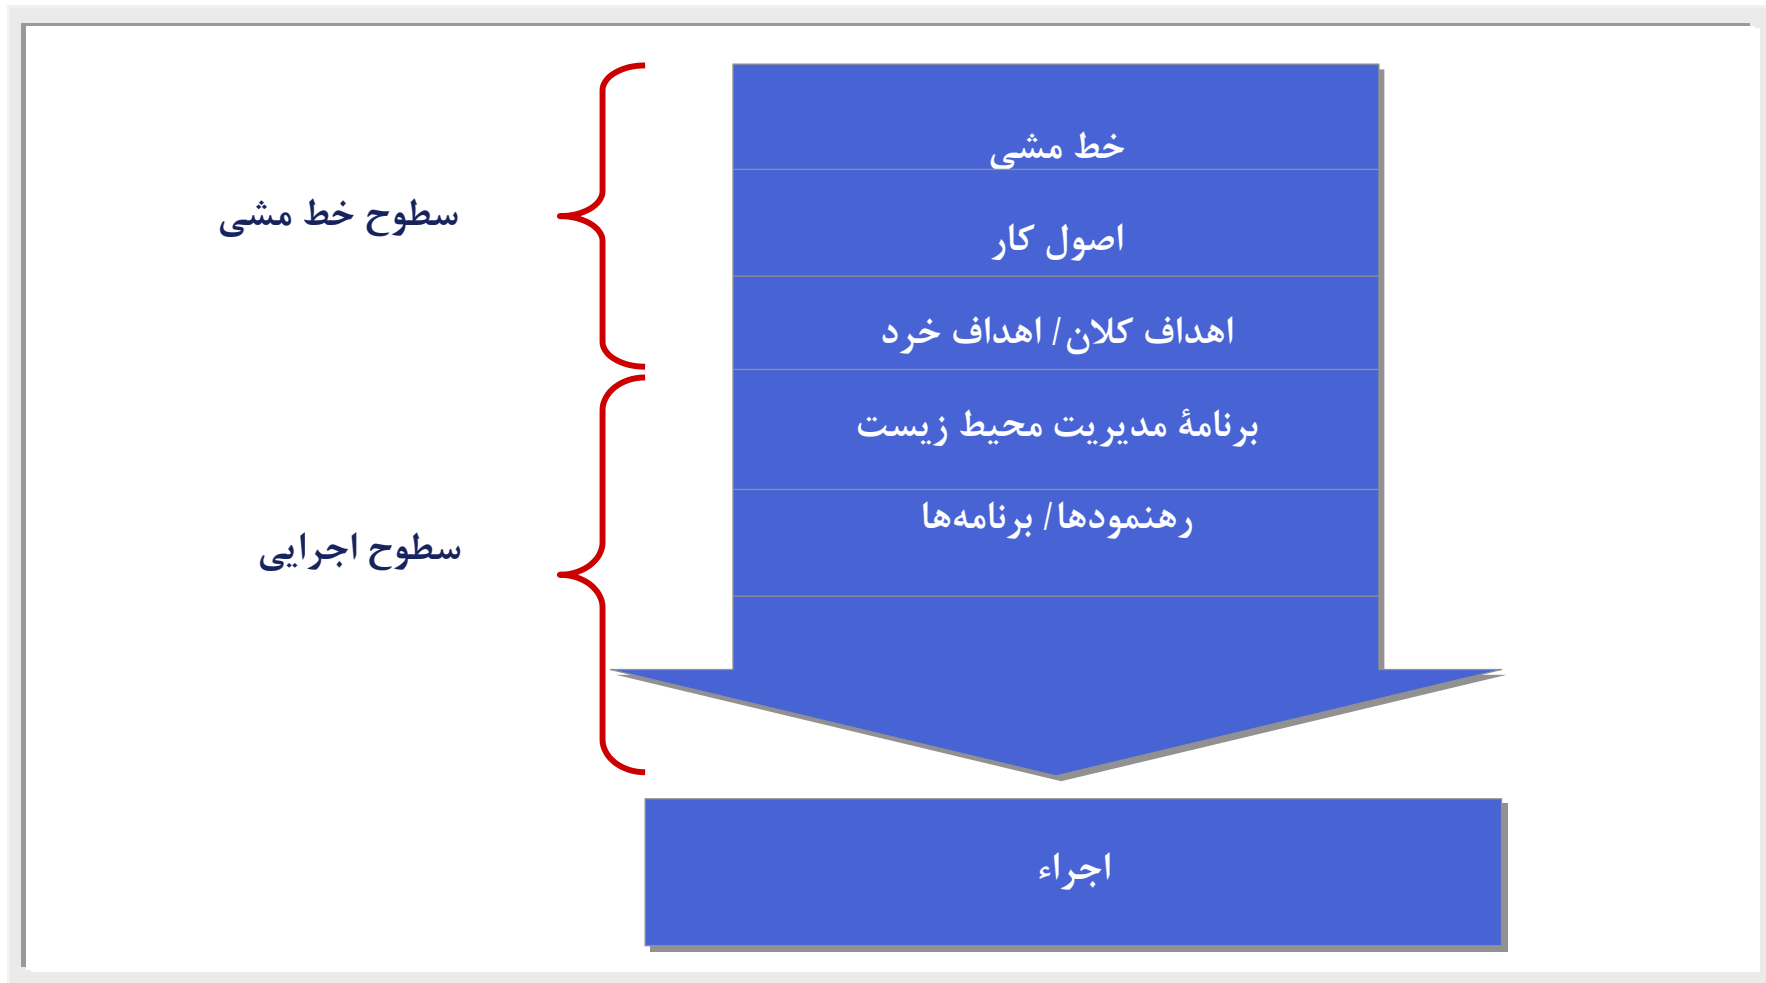 خط مشی
اصول کار
سطوح خط مشی
اهداف کلان/ اهداف خرد
برنامهٔ مدیریت محیط زیست
رهنمودها/ برنامه‌ها
سطوح اجرایی
اجراء